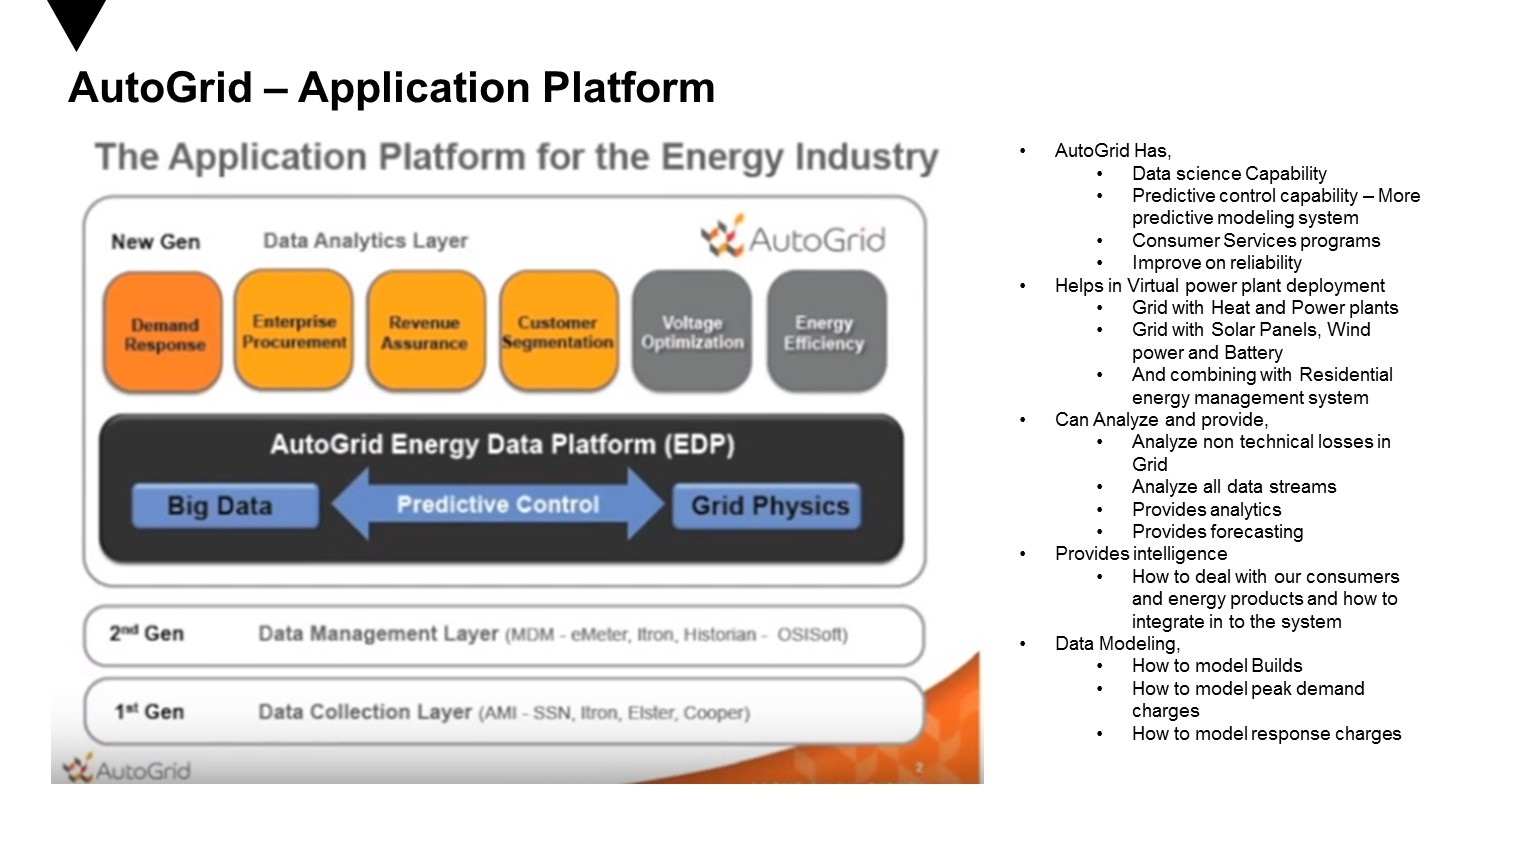 AutoGrid – Application Platform
The Application Platform for the Energy Industry
New Gen
Data Analytics Layer
AutoGrid
Demand
Response
Enterprise
Procurement
Revenue
Assurance
Customer
Segmentation
Voltage
Optimization
Energy
Efficiency
AutoGrid Energy Data Platform (EDP)
Big Data
Predictive Control
Grid Physics
2nd Gen
Data Management Layer (MDM - eMeter, Itron, Historian - OSISoft)
1st Gen
Data Collection Layer (AMI - SSN, Itron, Elster, Cooper)
AutoGrid
2
• AutoGrid Has,
• Data science Capability
• Predictive control capability – More
predictive modeling system
• Consumer Services programs
• Improve on reliability
• Helps in Virtual power plant deployment
• Grid with Heat and Power plants
• Grid with Solar Panels, Wind
power and Battery
• And combining with Residential
energy management system
• Can Analyze and provide,
• Analyze non technical losses in
Grid
• Analyze all data streams
• Provides analytics
• Provides forecasting
• Provides intelligence
• How to deal with our consumers
and energy products and how to
integrate in to the system
• Data Modeling,
• How to model Builds
• How to model peak demand
charges
• How to model response charges